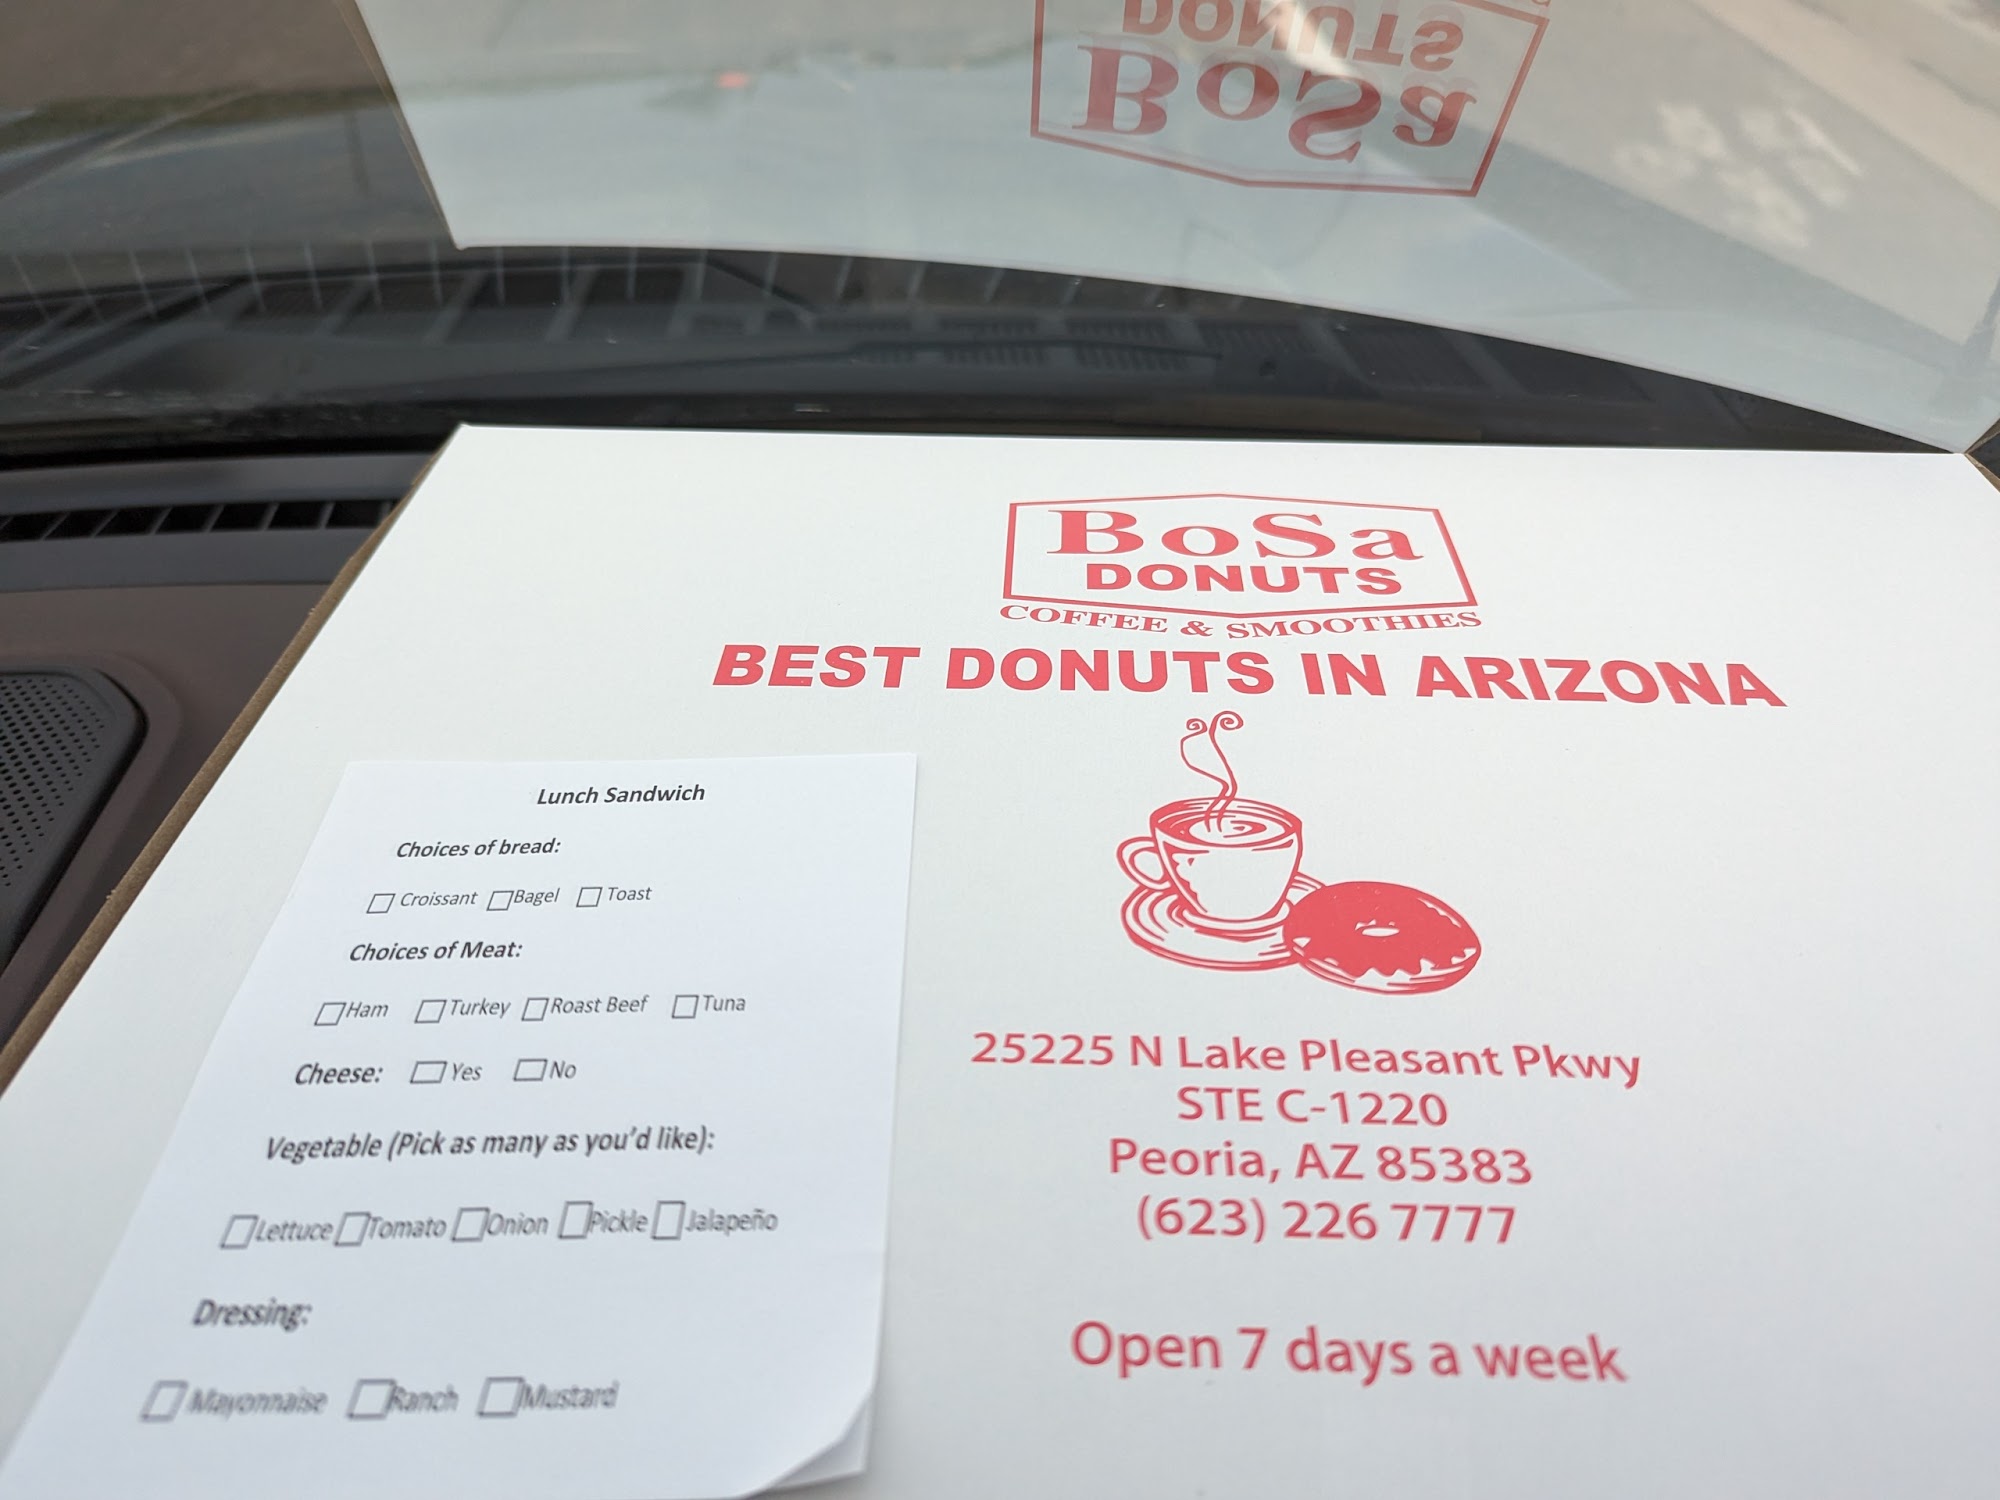 BoSa
DONUTS
COFFEE & SMOOTHIES
BEST DONUTS IN ARIZONA
25225 N Lake Pleasant Pkwy
STE C-1220
Peoria, AZ 85383
(623) 226 7777
Open 7 days a week
Lunch Sandwich
Choices of bread:
Croissant Bagel Toast
Choices of Meat:
Ham Turkey Roast Beef Tuna
Cheese: Yes No
Vegetable (Pick as many as you'd like):
Lettuce Tomato Onion Pickle Jalapeño
Dressing:
Mayonnaise Ranch Mustard
DONUTS
BoSa